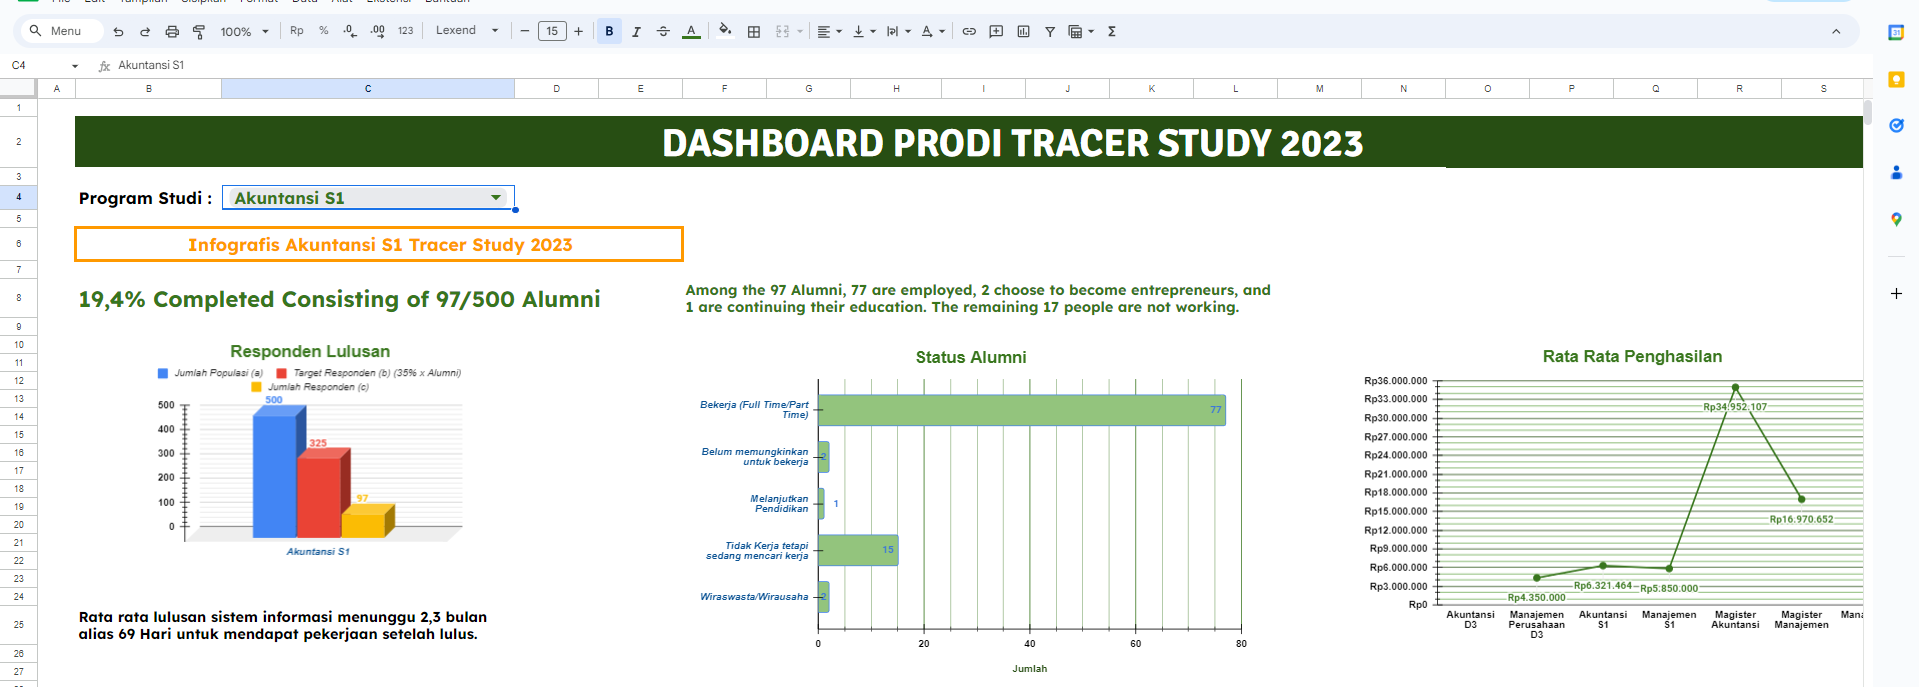 File Edit Tampilan Sisipkan Format Data Alat Ekstensi Bantuan
Menu 100% Rp % .0 .00 123 Lexend 15 B I A A Σ
C4 fx Akuntansi S1
A B C D E F G H I J K L M N O P Q R S
1
2
3
4
5
6
7
8
9
10
11
12
13
14
15
16
17
18
19
20
21
22
23
24
25
26
27
DASHBOARD PRODI TRACER STUDY 2023
Program Studi : Akuntansi S1
Infografis Akuntansi S1 Tracer Study 2023
19,4% Completed Consisting of 97/500 Alumni
Responden Lulusan
Jumlah Populasi (a) Target Responden (b) (35% x Alumni)
Jumlah Responden (c)
500
400
300
200
100
0
500
325
97
Akuntansi S1
Rata rata lulusan sistem informasi menunggu 2,3 bulan
alias 69 Hari untuk mendapat pekerjaan setelah lulus.
Among the 97 Alumni, 77 are employed, 2 choose to become entrepreneurs, and
1 are continuing their education. The remaining 17 people are not working.
Status Alumni
Bekerja (Full Time/Part
Time)
77
Belum memungkinkan
untuk bekerja
2
Melanjutkan
Pendidikan
1
Tidak Kerja tetapi
sedang mencari kerja
15
Wiraswasta/Wirausaha
2
0 20 40 60 80
Jumlah
Rata Rata Penghasilan
Rp36.000.000
Rp33.000.000
Rp30.000.000
Rp27.000.000
Rp24.000.000
Rp21.000.000
Rp18.000.000
Rp15.000.000
Rp12.000.000
Rp9.000.000
Rp6.000.000
Rp3.000.000
Rp0
Rp4.350.000
Rp6.321.464
Rp5.850.000
Rp34.952.107
Rp16.970.652
Akuntansi
D3
Manajemen
Perusahaan
D3
Akuntansi
S1
Manajemen
S1
Magister
Akuntansi
Magister
Manajemen
Mana
31